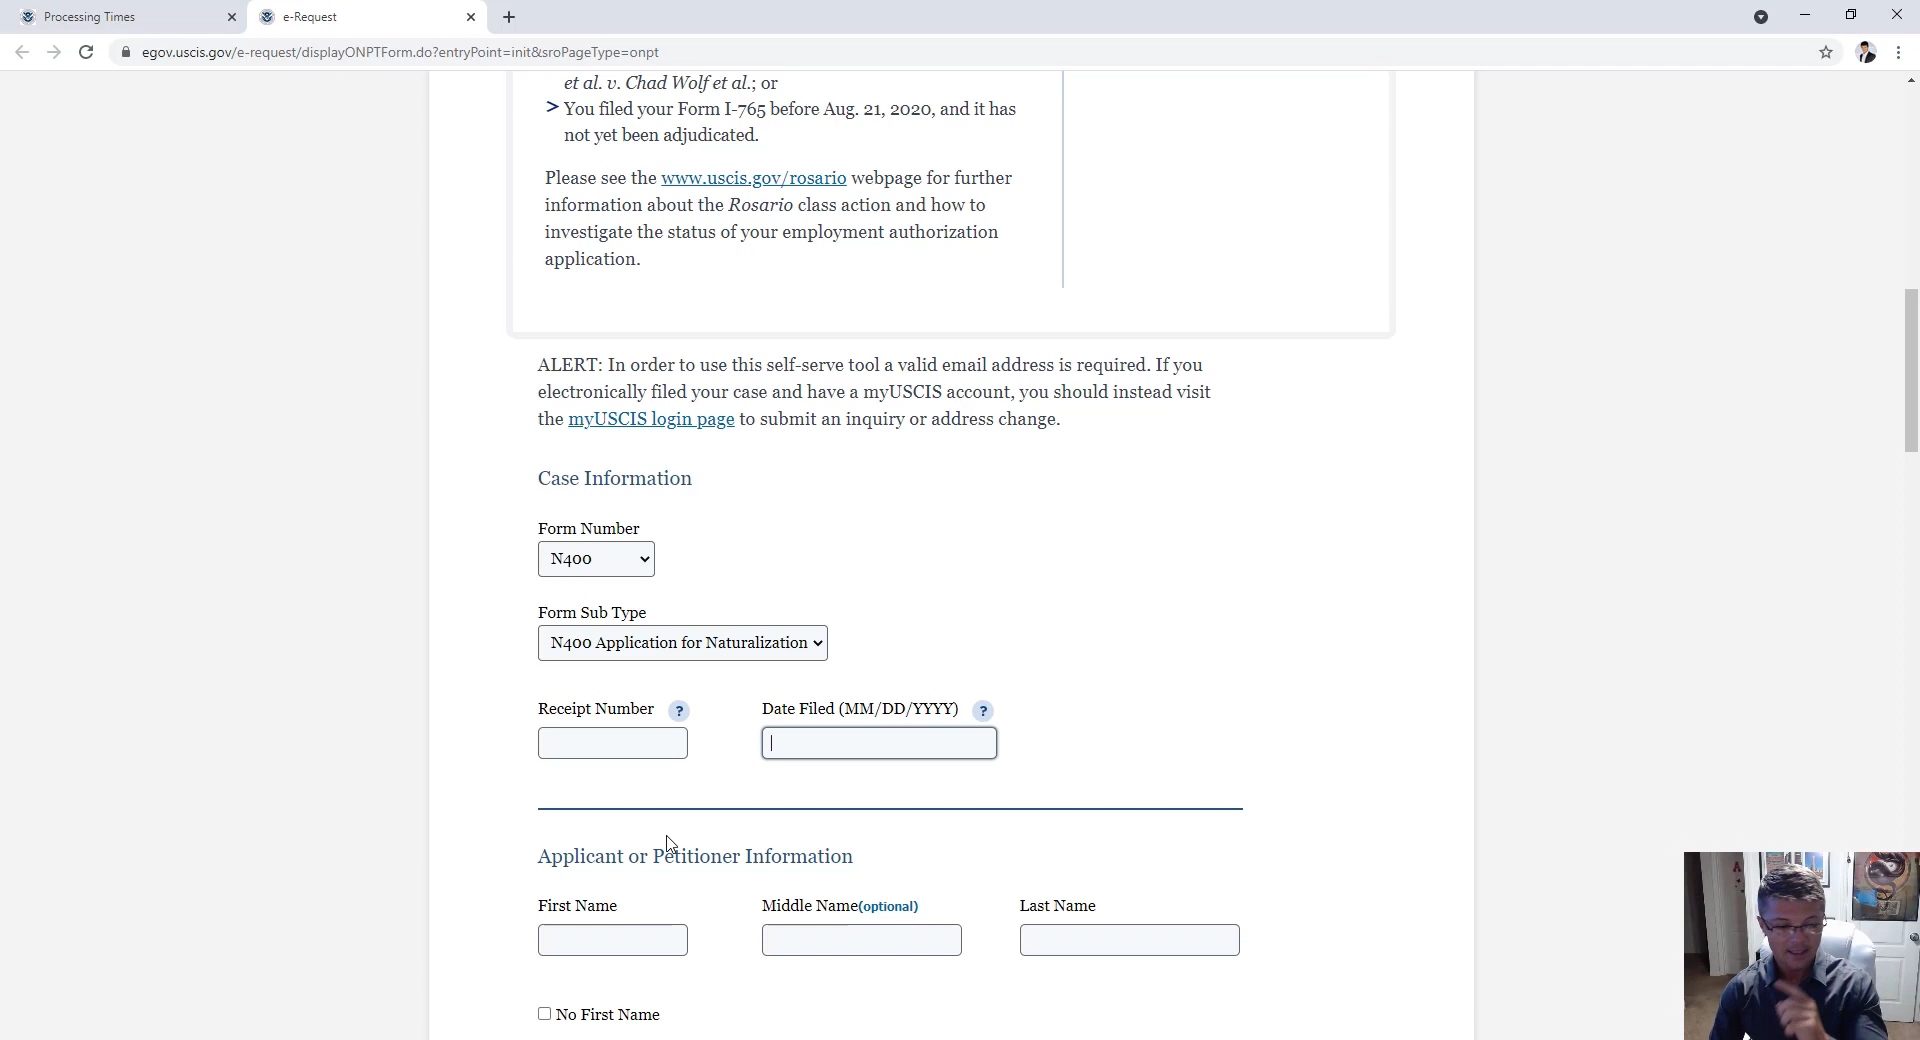 Processing Times
e-Request
egov.uscis.gov/e-request/displayONPTForm.do?entryPoint=init&sroPageType=onpt
et al. v. Chad Wolf et al.; or
> You filed your Form I-765 before Aug. 21, 2020, and it has
not yet been adjudicated.
Please see the www.uscis.gov/rosario webpage for further
information about the Rosario class action and how to
investigate the status of your employment authorization
application.
ALERT: In order to use this self-serve tool a valid email address is required. If you
electronically filed your case and have a myUSCIS account, you should instead visit
the myUSCIS login page to submit an inquiry or address change.
Case Information
Form Number
N400
Form Sub Type
N400 Application for Naturalization
Receipt Number ? Date Filed (MM/DD/YYYY) ?
Applicant or Petitioner Information
First Name Middle Name(optional) Last Name
No First Name